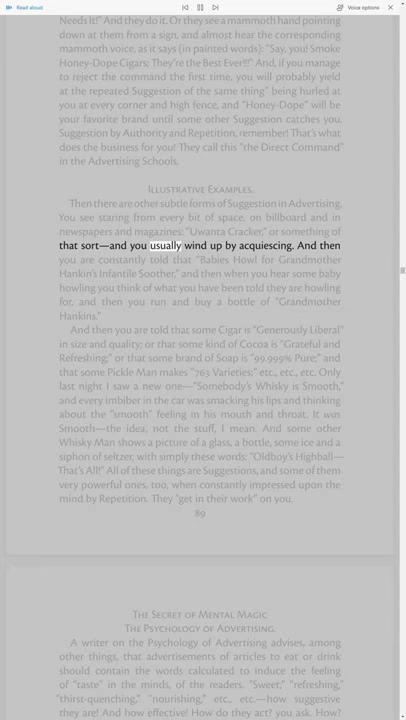 Read aloud
Voice options
Needs It!" And they do it. Or they see a mammoth hand pointing
down at them from a sign, and almost hear the corresponding
mammoth voice, as it says (in painted words): "Say, you! Smoke
Honey-Dope Cigars; They're the Best Ever!!!" And, if you manage
to reject the command the first time, you will probably yield
at the repeated Suggestion of the same thing" being hurled at
you at every corner and high fence, and "Honey-Dope" will be
your favorite brand until some other Suggestion catches you.
Suggestion by Authority and Repetition, remember! That's what
does the business for you! They call this "the Direct Command"
in the Advertising Schools.
Illustrative Examples.
Then there are other subtle forms of Suggestion in Advertising.
You see staring from every bit of space, on billboard and in
newspapers and magazines: "Uwanta Cracker," or something of
that sort—and you usually wind up by acquiescing. And then
you are constantly told that "Babies Howl for Grandmother
Hankin's Infantile Soother," and then when you hear some baby
howling you think of what you have been told they are howling
for, and then you run and buy a bottle of "Grandmother
Hankins."
And then you are told that some Cigar is "Generously Liberal"
in size and quality; or that some kind of Cocoa is "Grateful and
Refreshing;" or that some brand of Soap is "99.999% Pure;" and
that some Pickle Man makes "763 Varieties;" etc., etc., etc. Only
last night I saw a new one—"Somebody's Whisky is Smooth,"
and every imbiber in the car was smacking his lips and thinking
about the "smooth" feeling in his mouth and throat. It was
Smooth—the idea, not the stuff, I mean. And some other
Whisky Man shows a picture of a glass, a bottle, some ice and a
siphon of seltzer, with simply these words: "Oldboy's Highball—
That's All!" All of these things are Suggestions, and some of them
very powerful ones, too, when constantly impressed upon the
mind by Repetition. They "get in their work" on you.
89
The Secret of Mental Magic
The Psychology of Advertising.
A writer on the Psychology of Advertising advises, among
other things, that advertisements of articles to eat or drink
should contain the words calculated to induce the feeling
of "taste" in the minds, of the readers. "Sweet," "refreshing,"
"thirst-quenching," "nourishing," etc., etc.—how suggestive
they are! And how effective! How do they act? you ask. How?